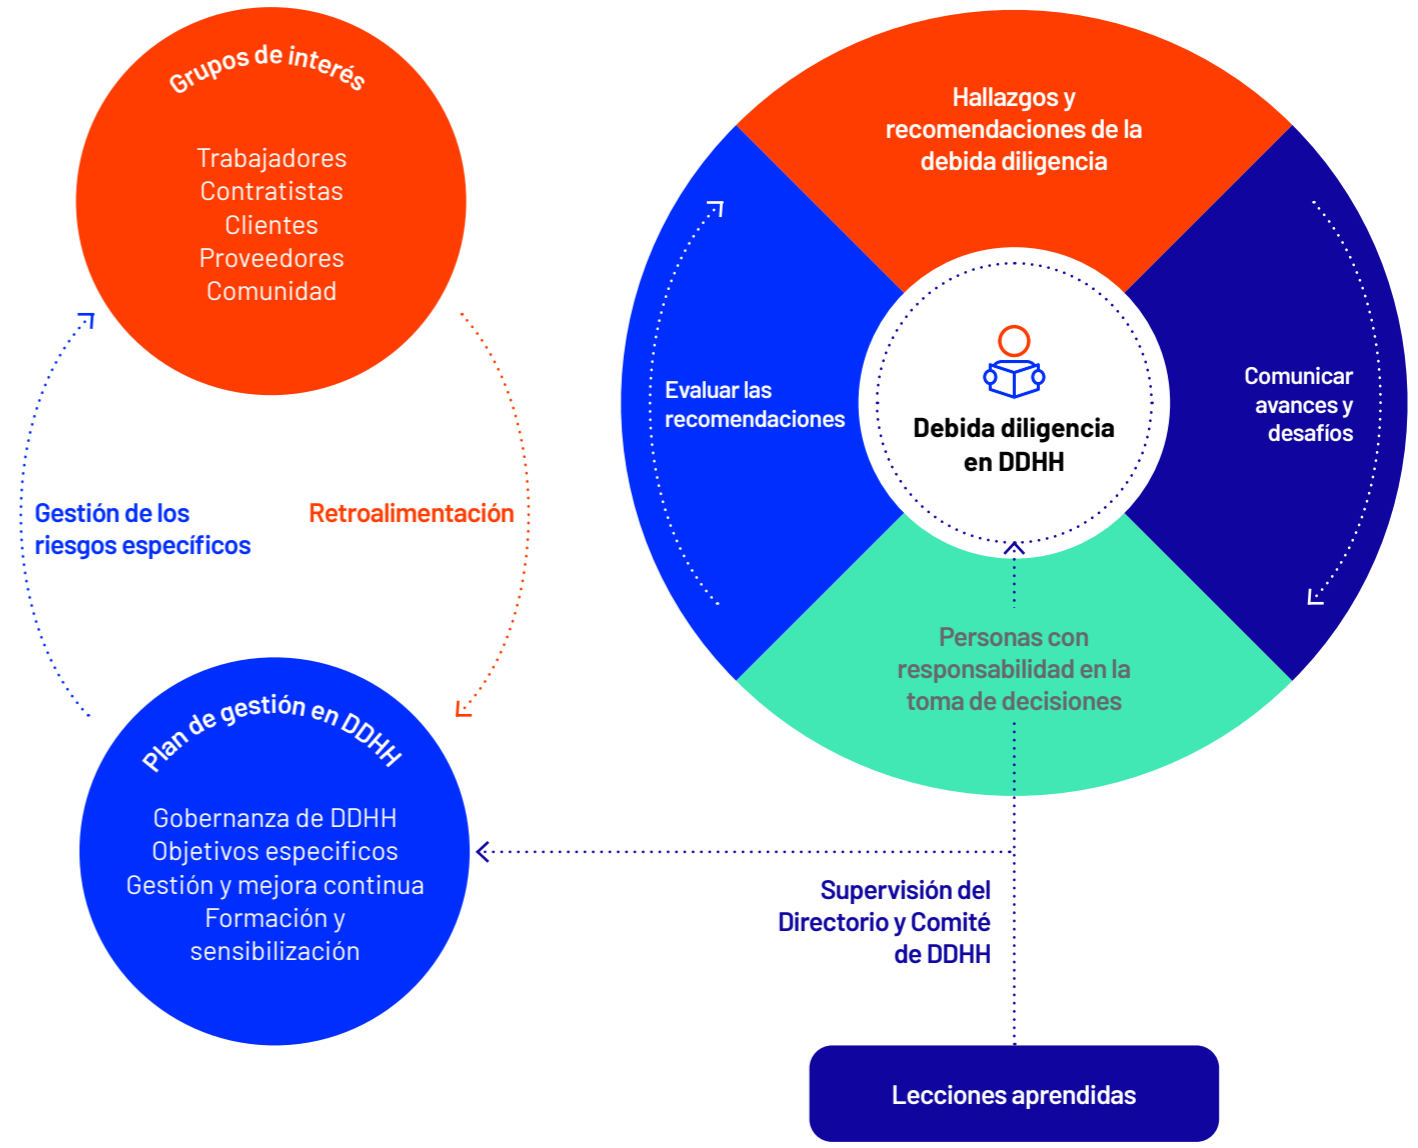 Grupos de interés
Trabajadores
Contratistas
Clientes
Proveedores
Comunidad
Gestión de los
riesgos específicos
Retroalimentación
Plan de gestión en DDHH
Gobernanza de DDHH
Objetivos especificos
Gestión y mejora continua
Formación y
sensibilización
Hallazgos y
recomendaciones de la
debida diligencia
Evaluar las
recomendaciones
Debida diligencia
en DDHH
Comunicar
avances y
desafíos
Personas con
responsabilidad en la
toma de decisiones
Supervisión del
Directorio y Comité
de DDHH
Lecciones aprendidas